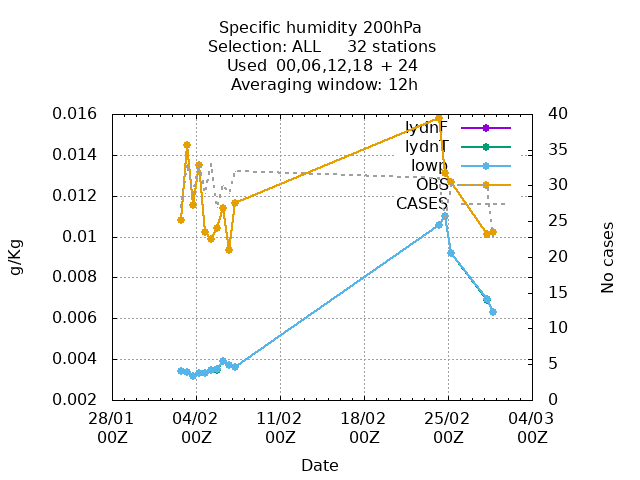 Specific humidity 200hPa
Selection: ALL 32 stations
Used 00,06,12,18 + 24
Averaging window: 12h
g/Kg
0.016
0.014
0.012
0.01
0.008
0.006
0.004
0.002
lydnF
lydnT
lowp
OBS
CASES
40
35
30
25
20
15
10
5
0
No cases
28/01 04/02 11/02 18/02 25/02 04/03
00Z 00Z 00Z 00Z 00Z 00Z
Date